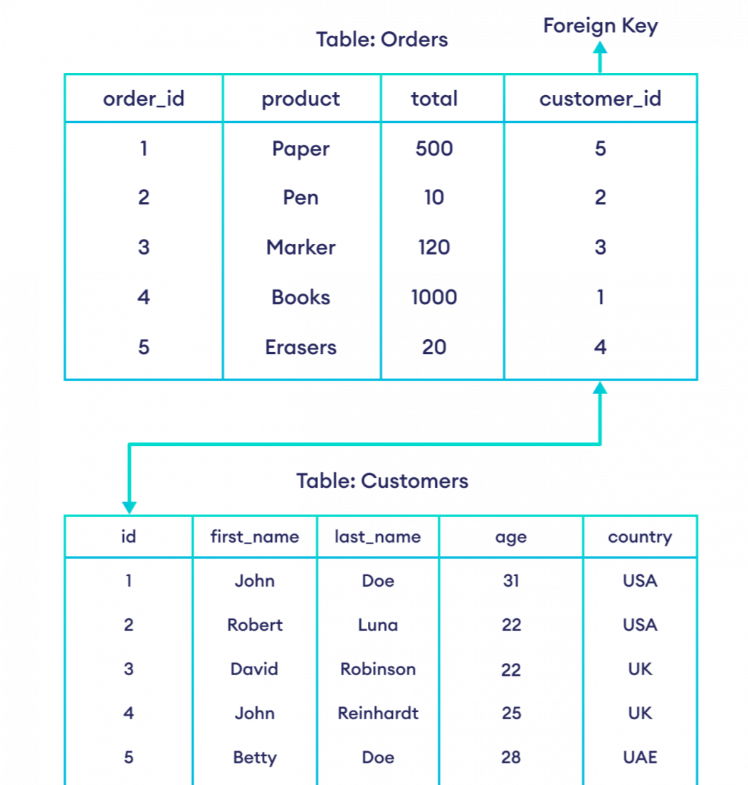 Foreign Key
Table: Orders
order_id product total customer_id
1 Paper 500 5
2 Pen 10 2
3 Marker 120 3
4 Books 1000 1
5 Erasers 20 4
Table: Customers
id first_name last_name age country
1 John Doe 31 USA
2 Robert Luna 22 USA
3 David Robinson 22 UK
4 John Reinhardt 25 UK
5 Betty Doe 28 UAE